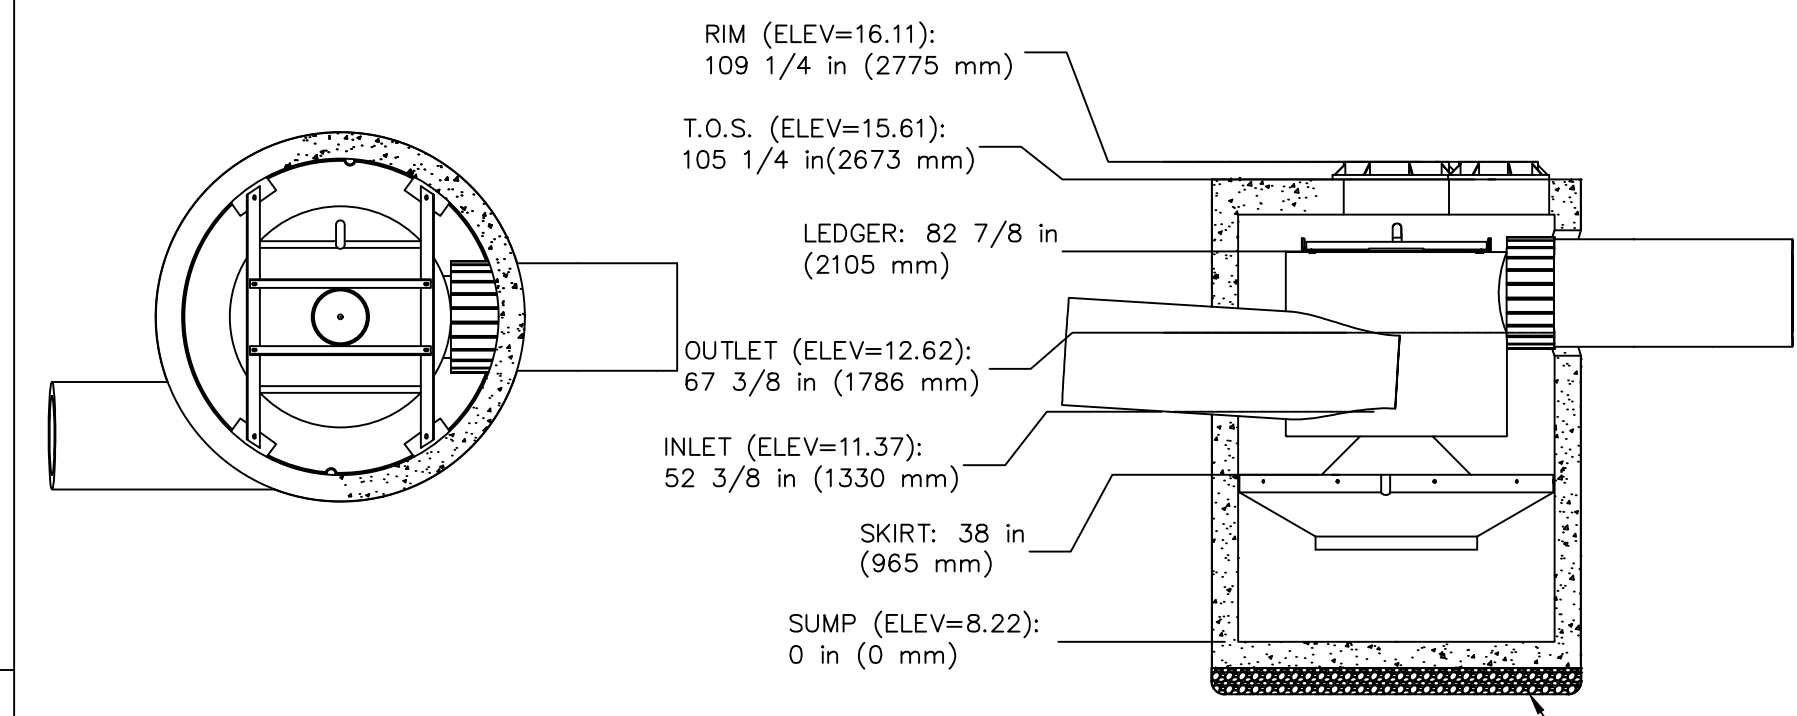 RIM (ELEV=16.11):
109 1/4 in (2775 mm)
T.O.S. (ELEV=15.61):
105 1/4 in(2673 mm)
LEDGER: 82 7/8 in
(2105 mm)
OUTLET (ELEV=12.62):
67 3/8 in (1786 mm)
INLET (ELEV=11.37):
52 3/8 in (1330 mm)
SKIRT: 38 in
(965 mm)
SUMP (ELEV=8.22):
0 in (0 mm)